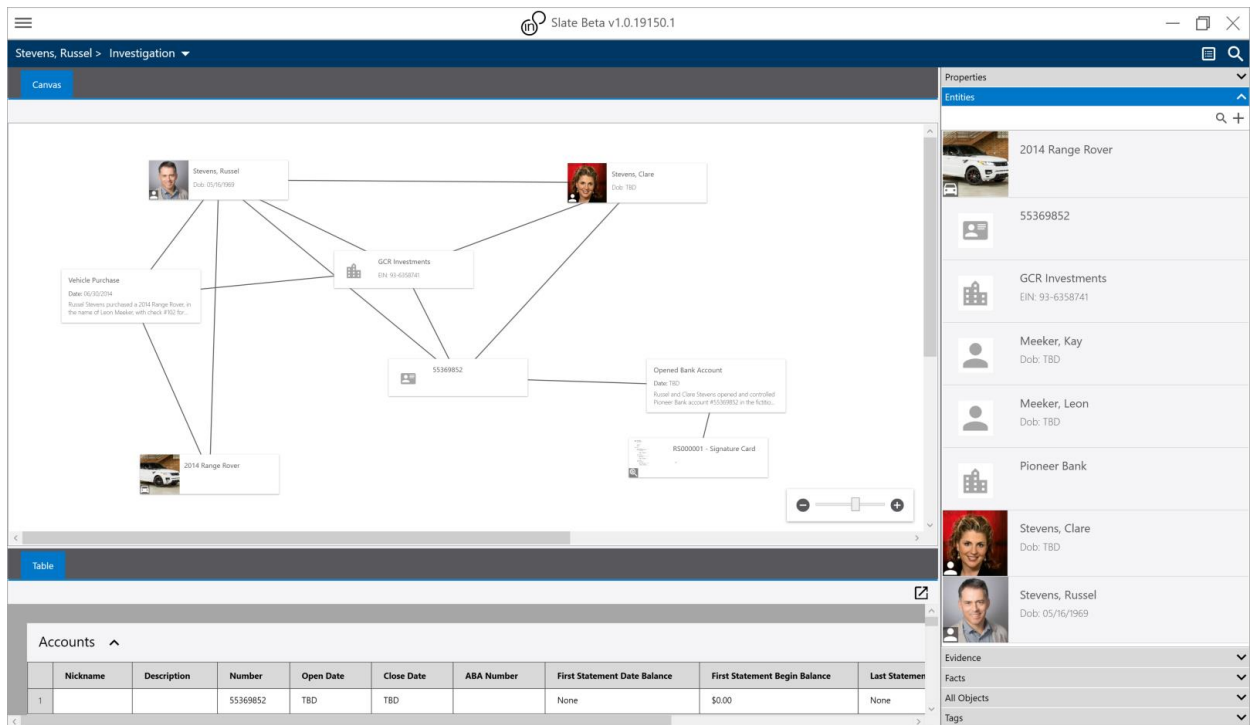 in
Slate Beta v1.0.19150.1
Stevens, Russel > Investigation
Canvas
Stevens, Russel
Dob: 05/16/1969
Stevens, Clare
Dob: TBD
GCR Investments
EIN: 93-6358741
Vehicle Purchase
Date: 06/30/2014
Russel Stevens purchased a 2014 Range Rover, in
the name of Leon Meeker, with check #102 for...
55369852
Opened Bank Account
Date: TBD
Russel and Clare Stevens opened and controlled
Pioneer Bank account #55369852 in the fictitio...
RS000001 - Signature Card
2014 Range Rover
Properties
Entities
2014 Range Rover
55369852
GCR Investments
EIN: 93-6358741
Meeker, Kay
Dob: TBD
Meeker, Leon
Dob: TBD
Pioneer Bank
Stevens, Clare
Dob: TBD
Stevens, Russel
Dob: 05/16/1969
Evidence
Facts
All Objects
Tags
Table
Accounts
Nickname Description Number Open Date Close Date ABA Number First Statement Date Balance First Statement Begin Balance Last Statemen
1 55369852 TBD TBD None $0.00 None